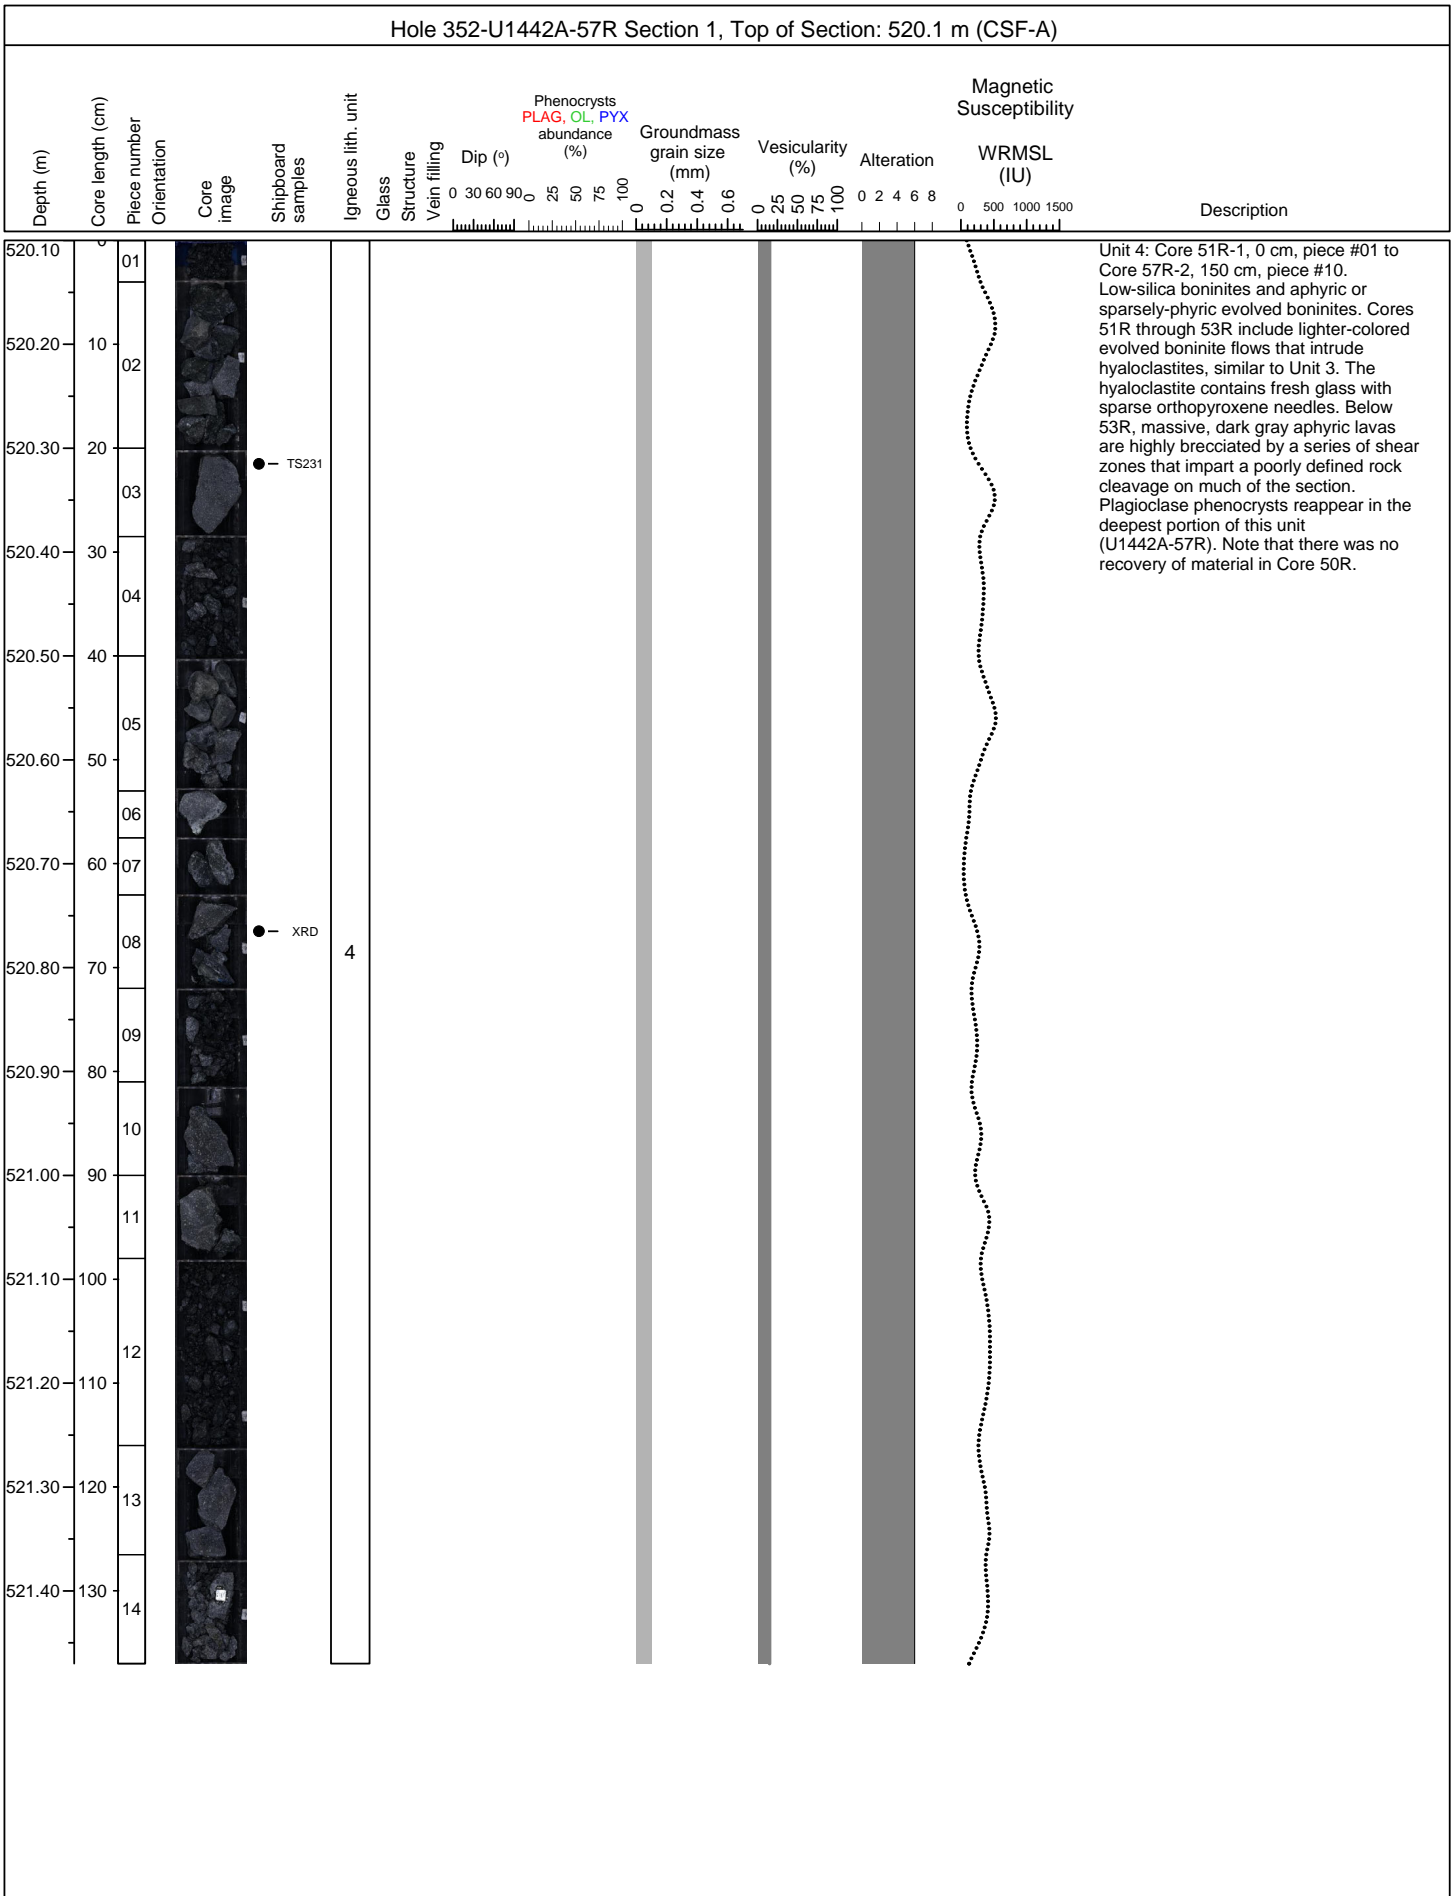 Hole 352-U1442A-57R Section 1, Top of Section: 520.1 m (CSF-A)
Depth (m)
Core length (cm)
Piece number
Orientation
Core
image
Shipboard
samples
Igneous lith. unit
Glass
Structure
Vein filling
Dip (o)
0 30 60 90
Phenocrysts
PLAG, OL, PYX
abundance
(%)
0 25 50 75 100
Groundmass
grain size
(mm)
0 0.2 0.4 0.6
Vesicularity
(%)
0 25 50 75 100
Alteration
0 2 4 6 8
Magnetic
Susceptibility
WRMSL
(IU)
0 500 1000 1500
Description
520.10 0 01
520.20 10 02
520.30 20
TS231
03
520.40 30
04
520.50 40
05
520.60 50
06
520.70 60 07
08
XRD
4
520.80 70
09
520.90 80
10
521.00 90
11
521.10 100
12
521.20 110
521.30 120
13
521.40 130
14
Unit 4: Core 51R-1, 0 cm, piece #01 to
Core 57R-2, 150 cm, piece #10.
Low-silica boninites and aphyric or
sparsely-phyric evolved boninites. Cores
51R through 53R include lighter-colored
evolved boninite flows that intrude
hyaloclastites, similar to Unit 3. The
hyaloclastite contains fresh glass with
sparse orthopyroxene needles. Below
53R, massive, dark gray aphyric lavas
are highly brecciated by a series of shear
zones that impart a poorly defined rock
cleavage on much of the section.
Plagioclase phenocrysts reappear in the
deepest portion of this unit
(U1442A-57R). Note that there was no
recovery of material in Core 50R.